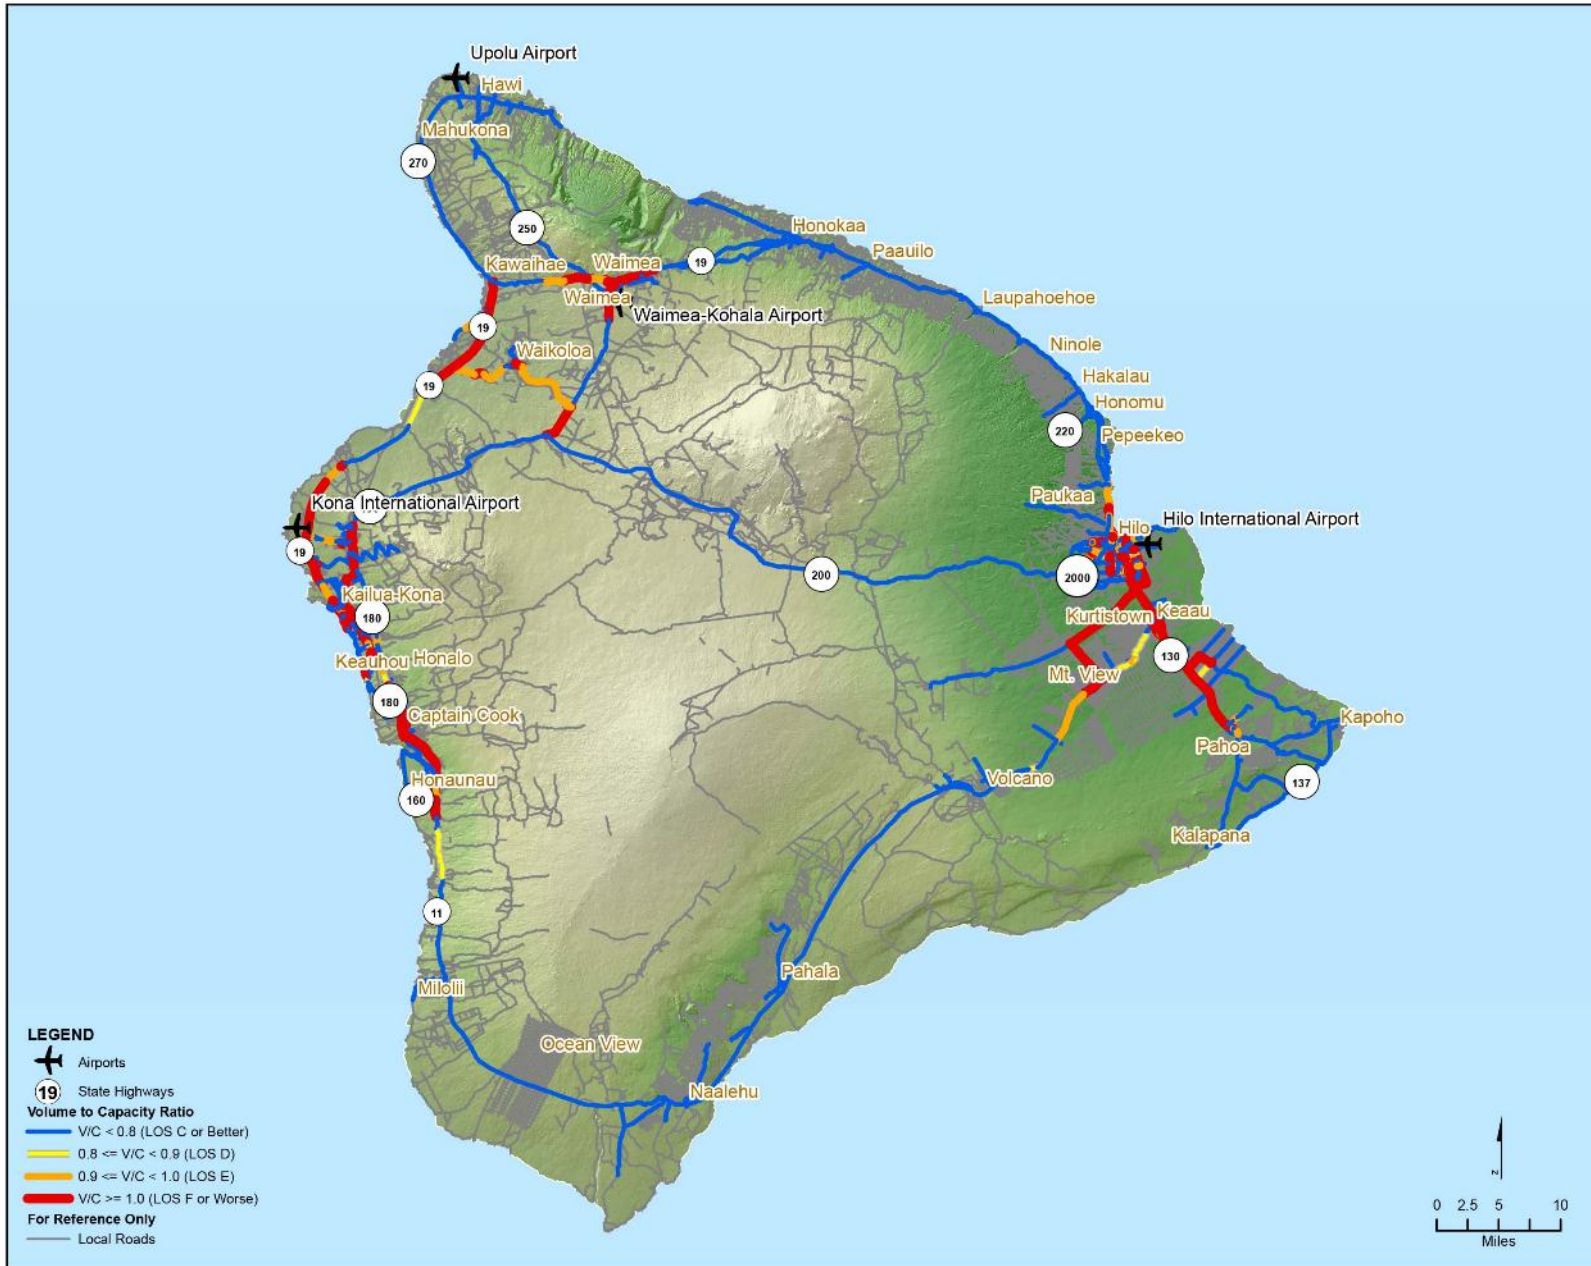 Upolu Airport
Hawi
Mahukona
270
250
Honokaa
Kawaihae
Waimea
19
Paauilo
Waimea
Laupahoehoe
Waimea-Kohala Airport
19
Waikoloa
Ninole
19
Hakalau
Honomu
220
Pepeekeo
Paukaa
Kona International Airport
Hilo
Hilo International Airport
19
200
2000
Kailua-Kona
180
Kurtistown
Keaau
Keauhou
Honalo
130
Mt. View
180
Captain Cook
Kapoho
Pahoa
Honaunau
Volcano
137
160
Kalapana
11
Pahala
Milolii
Ocean View
Naalehu
LEGEND
Airports
19 State Highways
Volume to Capacity Ratio
V/C < 0.8 (LOS C or Better)
0.8 <= V/C < 0.9 (LOS D)
0.9 <= V/C < 1.0 (LOS E)
V/C >= 1.0 (LOS F or Worse)
For Reference Only
Local Roads
z
0 2.5 5 10
Miles